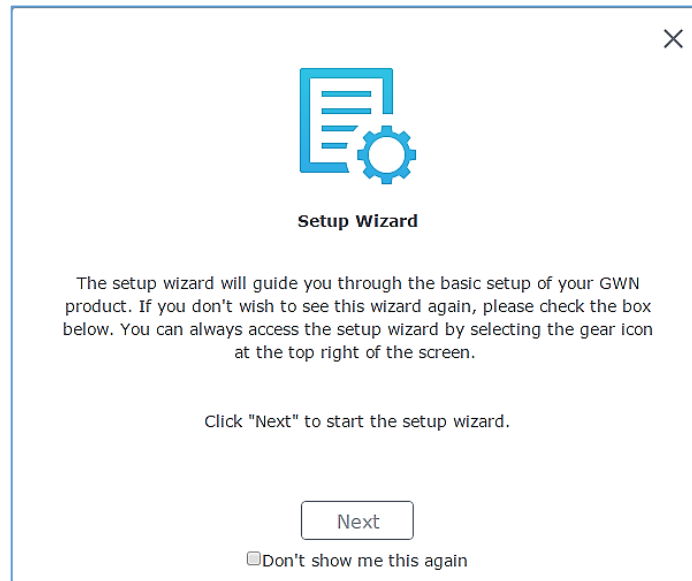 Setup Wizard
The setup wizard will guide you through the basic setup of your GWN
product. If you don't wish to see this wizard again, please check the box
below. You can always access the setup wizard by selecting the gear icon
at the top right of the screen.
Click "Next" to start the setup wizard.
Next
Don't show me this again